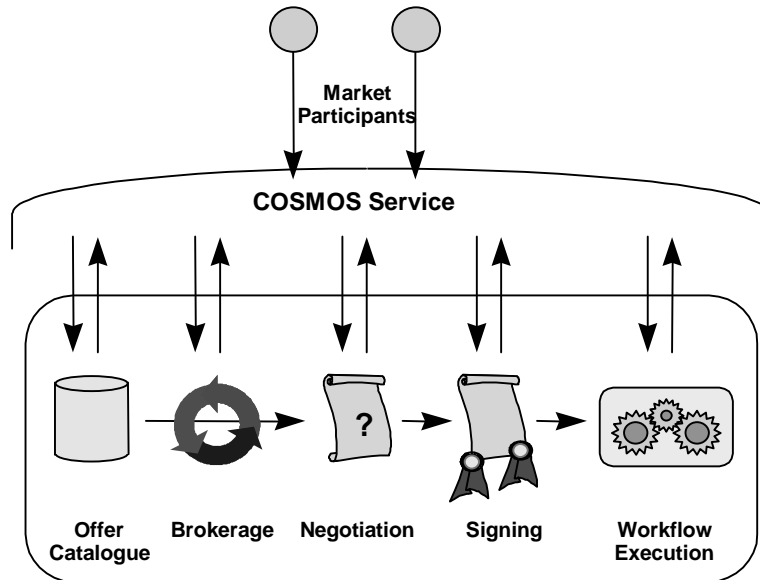 Market
Participants
COSMOS Service
?
Offer
Catalogue
Brokerage
Negotiation
Signing
Workflow
Execution